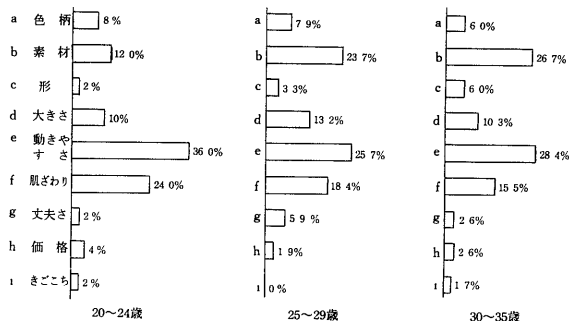 a 色柄 8% a 7 9% a 6 0%
b 素材 12 0% b 23 7% b 26 7%
c 形 2% c 3 3% c 6 0%
d 大きさ 10% d 13 2% d 10 3%
e 動きや
すさ 36 0% e 25 7% e 28 4%
f 肌ざわり 24 0% f 18 4% f 15 5%
g 丈夫さ 2% g 5 9% g 2 6%
h 価格 4% h 1 9% h 2 6%
ı きごこち 2% ı 0% ı 1 7%
20〜24歳 25〜29歳 30〜35歳